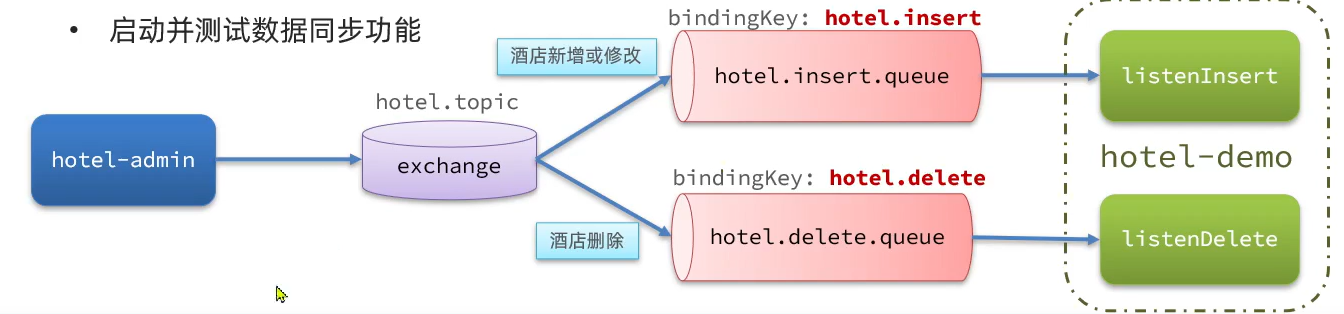 • 启动并测试数据同步功能
bindingKey: hotel.insert
酒店新增或修改
hotel.insert.queue
listenInsert
hotel.topic
hotel-admin
exchange
hotel-demo
bindingKey: hotel.delete
酒店删除
hotel.delete.queue
listenDelete